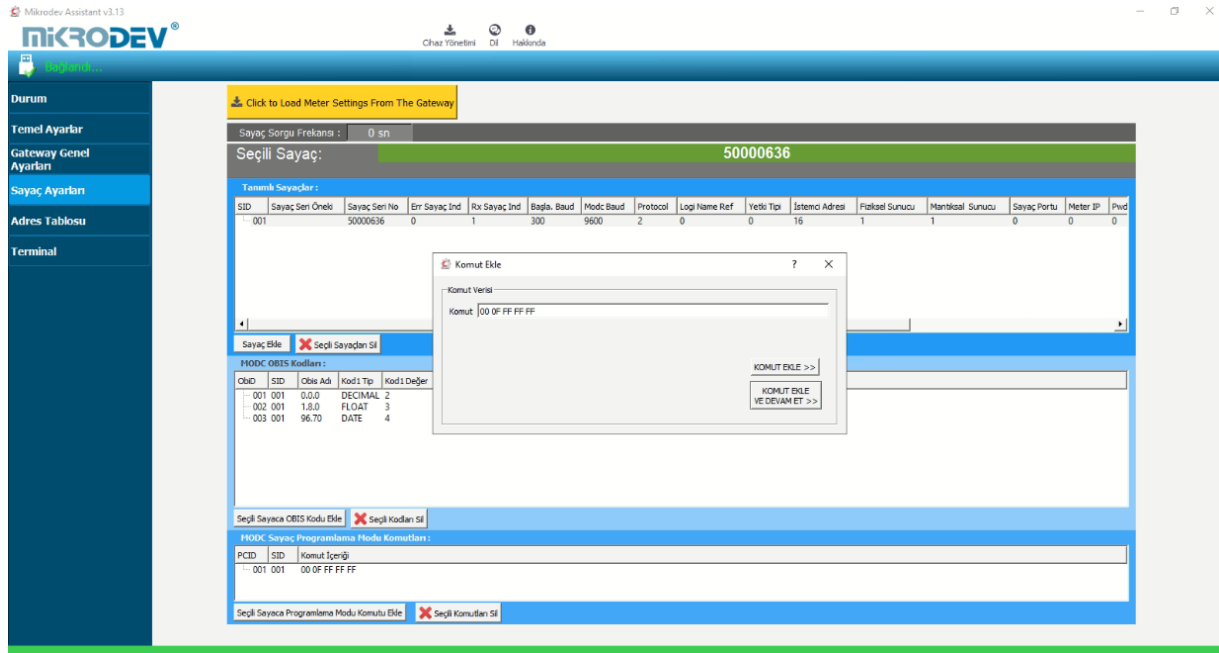 Mikrodev Assistant v3.13
MiKRODEV®
Cihaz Yönetimi Dil Hakkında
Bağlandı...
Durum
Temel Ayarlar
Gateway Genel
Ayarları
Sayaç Ayarları
Adres Tablosu
Terminal
Click to Load Meter Settings From The Gateway
Sayaç Sorgu Frekansı : 0 sn
Seçili Sayaç: 50000636
Tanımlı Sayaçlar :
SID Sayaç Seri Öneki Sayaç Seri No Err Sayaç Ind Rx Sayaç Ind Başla. Baud Modc Baud Protocol Logi Name Ref Yetki Tipi İstemci Adresi Fiziksel Sunucu Mantıksal Sunucu Sayaç Portu Meter IP Pwd
001 50000636 0 1 300 9600 2 0 0 16 1 1 0 0 0
Komut Ekle ? ×
Komut Verisi
Komut 00 0F FF FF FF
KOMUT EKLE >>
KOMUT EKLE
VE DEVAM ET >>
Sayaç Ekle Seçili Sayaçları Sil
MODC OBIS Kodları :
ObiD SID Obis Adı Kod1 Tip Kod1 Değer
001 001 0.0.0 DECIMAL 2
002 001 1.8.0 FLOAT 3
003 001 96.70 DATE 4
Seçili Sayaca OBIS Kodu Ekle Seçili Kodları Sil
MODC Sayaç Programlama Modu Komutları :
PCID SID Komut İçeriği
001 001 00 0F FF FF FF
Seçili Sayaca Programlama Modu Komutu Ekle Seçili Komutları Sil